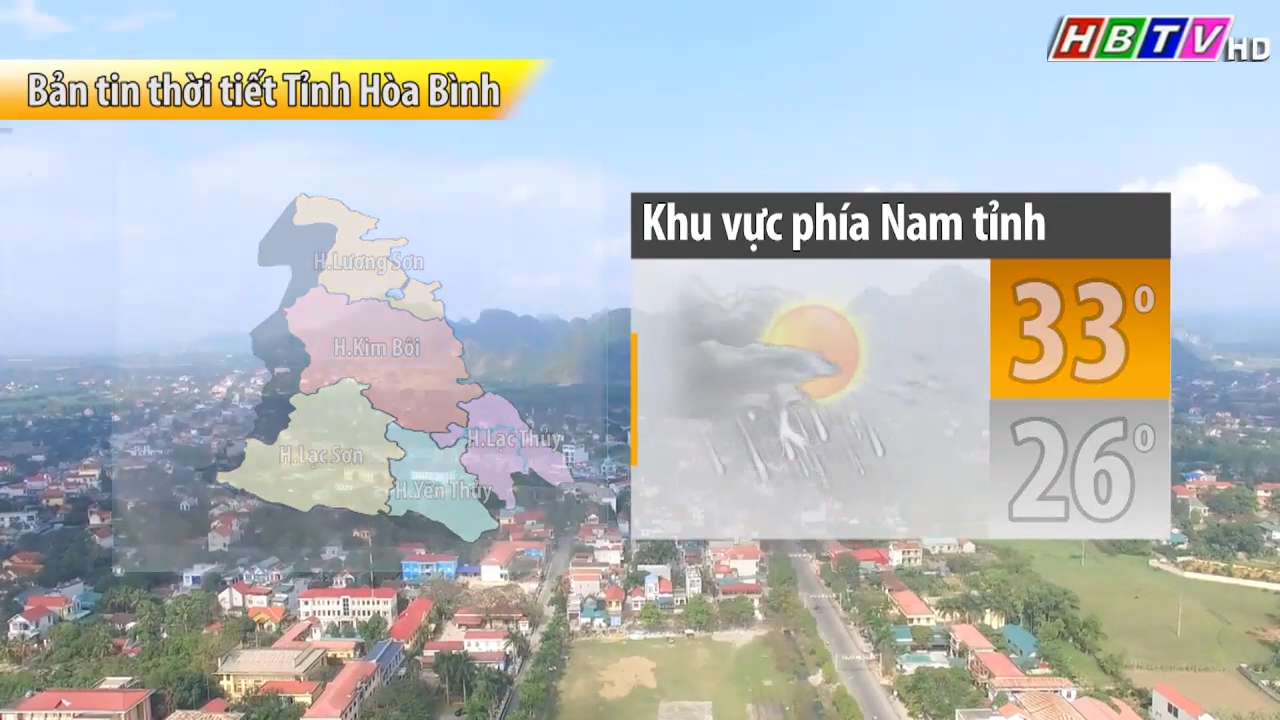 HBTV HD
Bản tin thời tiết Tỉnh Hòa Bình
Khu vực phía Nam tỉnh
33°
26°
H.Lương Sơn
H.Kim Bôi
H.Lạc Thủy
H.Lạc Sơn
H.Yên Thủy